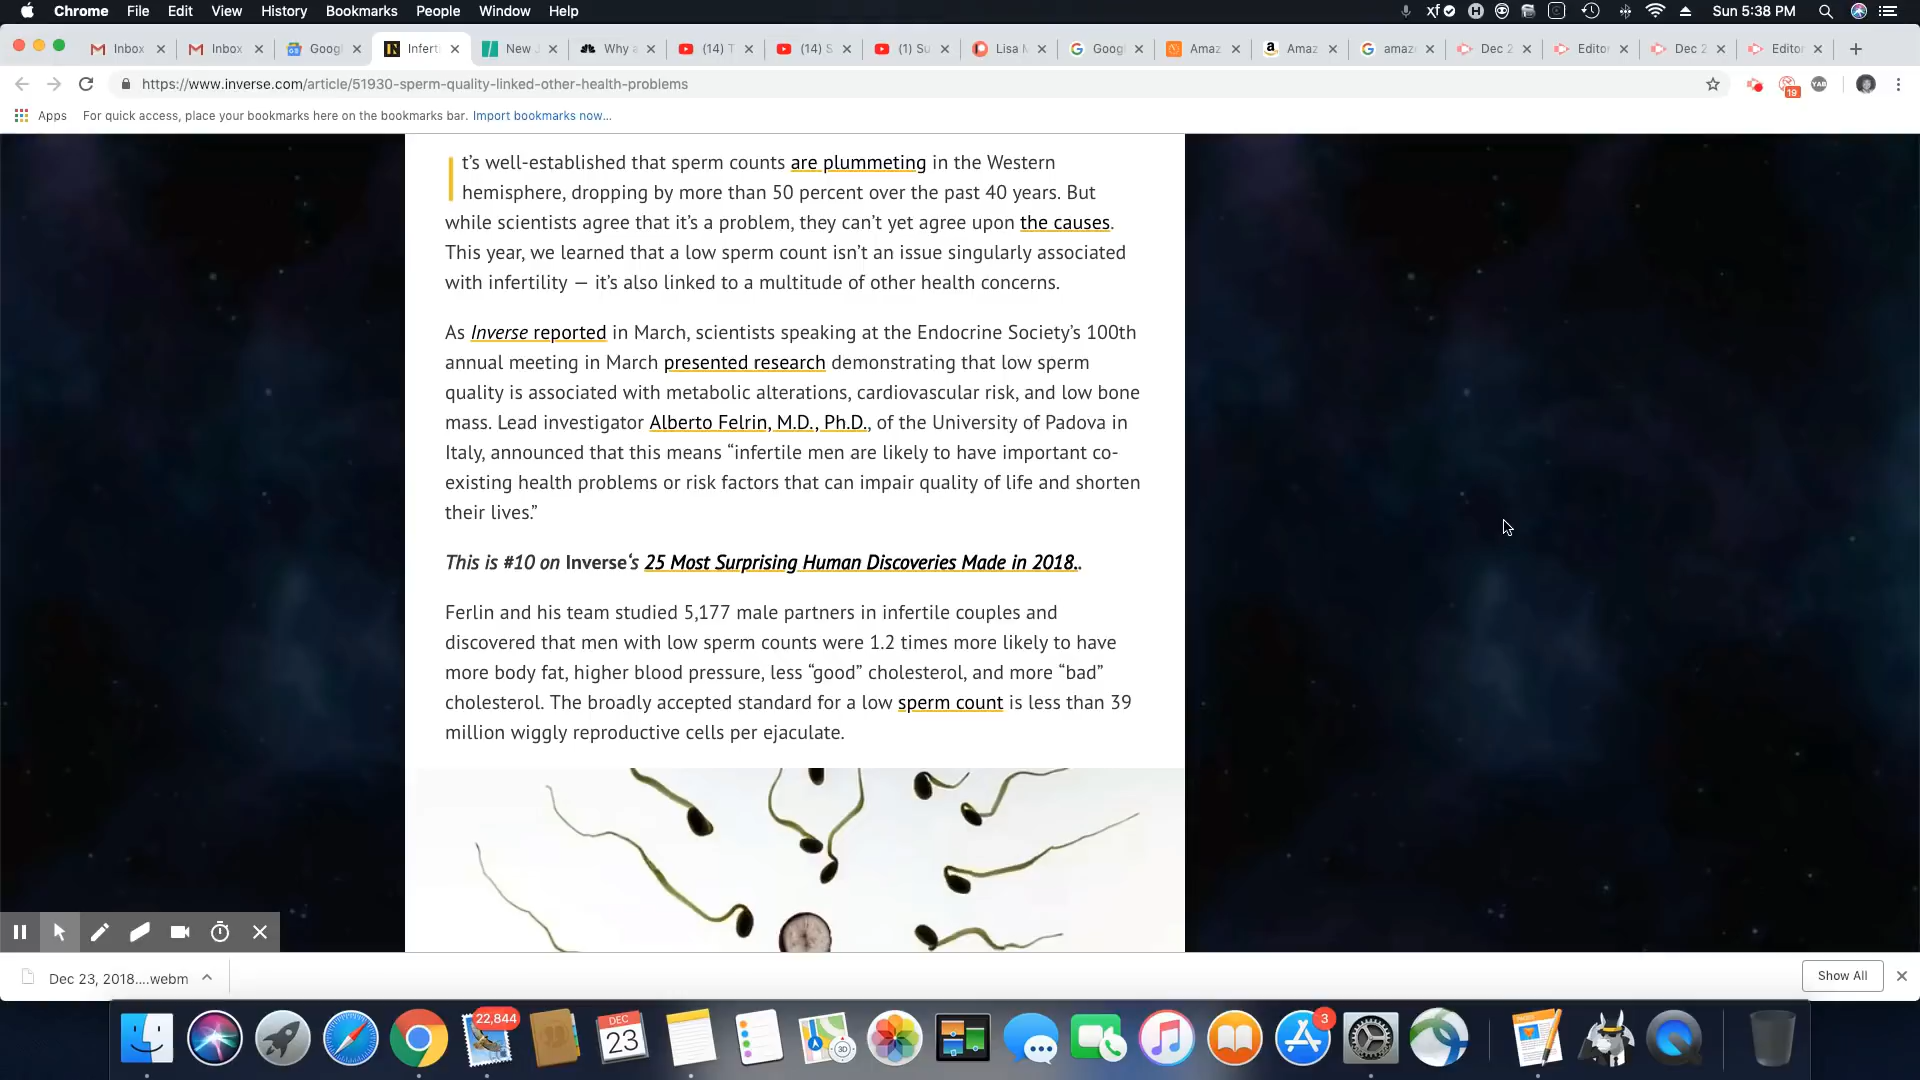 Chrome File Edit View History Bookmarks People Window Help Sun 5:38 PM
Inbox Inbox Googl Inferti New J Why a (14) T (14) S (1) Su Lisa M Googl Amaz Amaz amaz Dec 2 Editor Dec 2 Editor
https://www.inverse.com/article/51930-sperm-quality-linked-other-health-problems
19
Apps For quick access, place your bookmarks here on the bookmarks bar. Import bookmarks now...
It’s well-established that sperm counts are plummeting in the Western
hemisphere, dropping by more than 50 percent over the past 40 years. But
while scientists agree that it’s a problem, they can’t yet agree upon the causes.
This year, we learned that a low sperm count isn’t an issue singularly associated
with infertility — it’s also linked to a multitude of other health concerns.
As Inverse reported in March, scientists speaking at the Endocrine Society’s 100th
annual meeting in March presented research demonstrating that low sperm
quality is associated with metabolic alterations, cardiovascular risk, and low bone
mass. Lead investigator Alberto Felrin, M.D., Ph.D., of the University of Padova in
Italy, announced that this means “infertile men are likely to have important co-
existing health problems or risk factors that can impair quality of life and shorten
their lives.”
This is #10 on Inverse‘s 25 Most Surprising Human Discoveries Made in 2018..
Ferlin and his team studied 5,177 male partners in infertile couples and
discovered that men with low sperm counts were 1.2 times more likely to have
more body fat, higher blood pressure, less “good” cholesterol, and more “bad”
cholesterol. The broadly accepted standard for a low sperm count is less than 39
million wiggly reproductive cells per ejaculate.
Dec 23, 2018....webm Show All
22,844
DEC
23
3